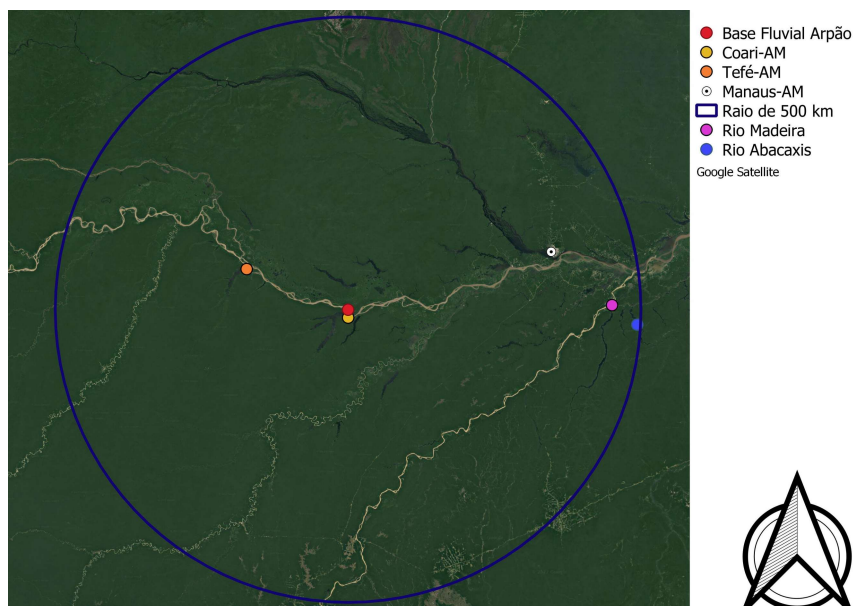 Base Fluvial Arpão
Coari-AM
Tefé-AM
Manaus-AM
Raio de 500 km
Rio Madeira
Rio Abacaxis
Google Satellite